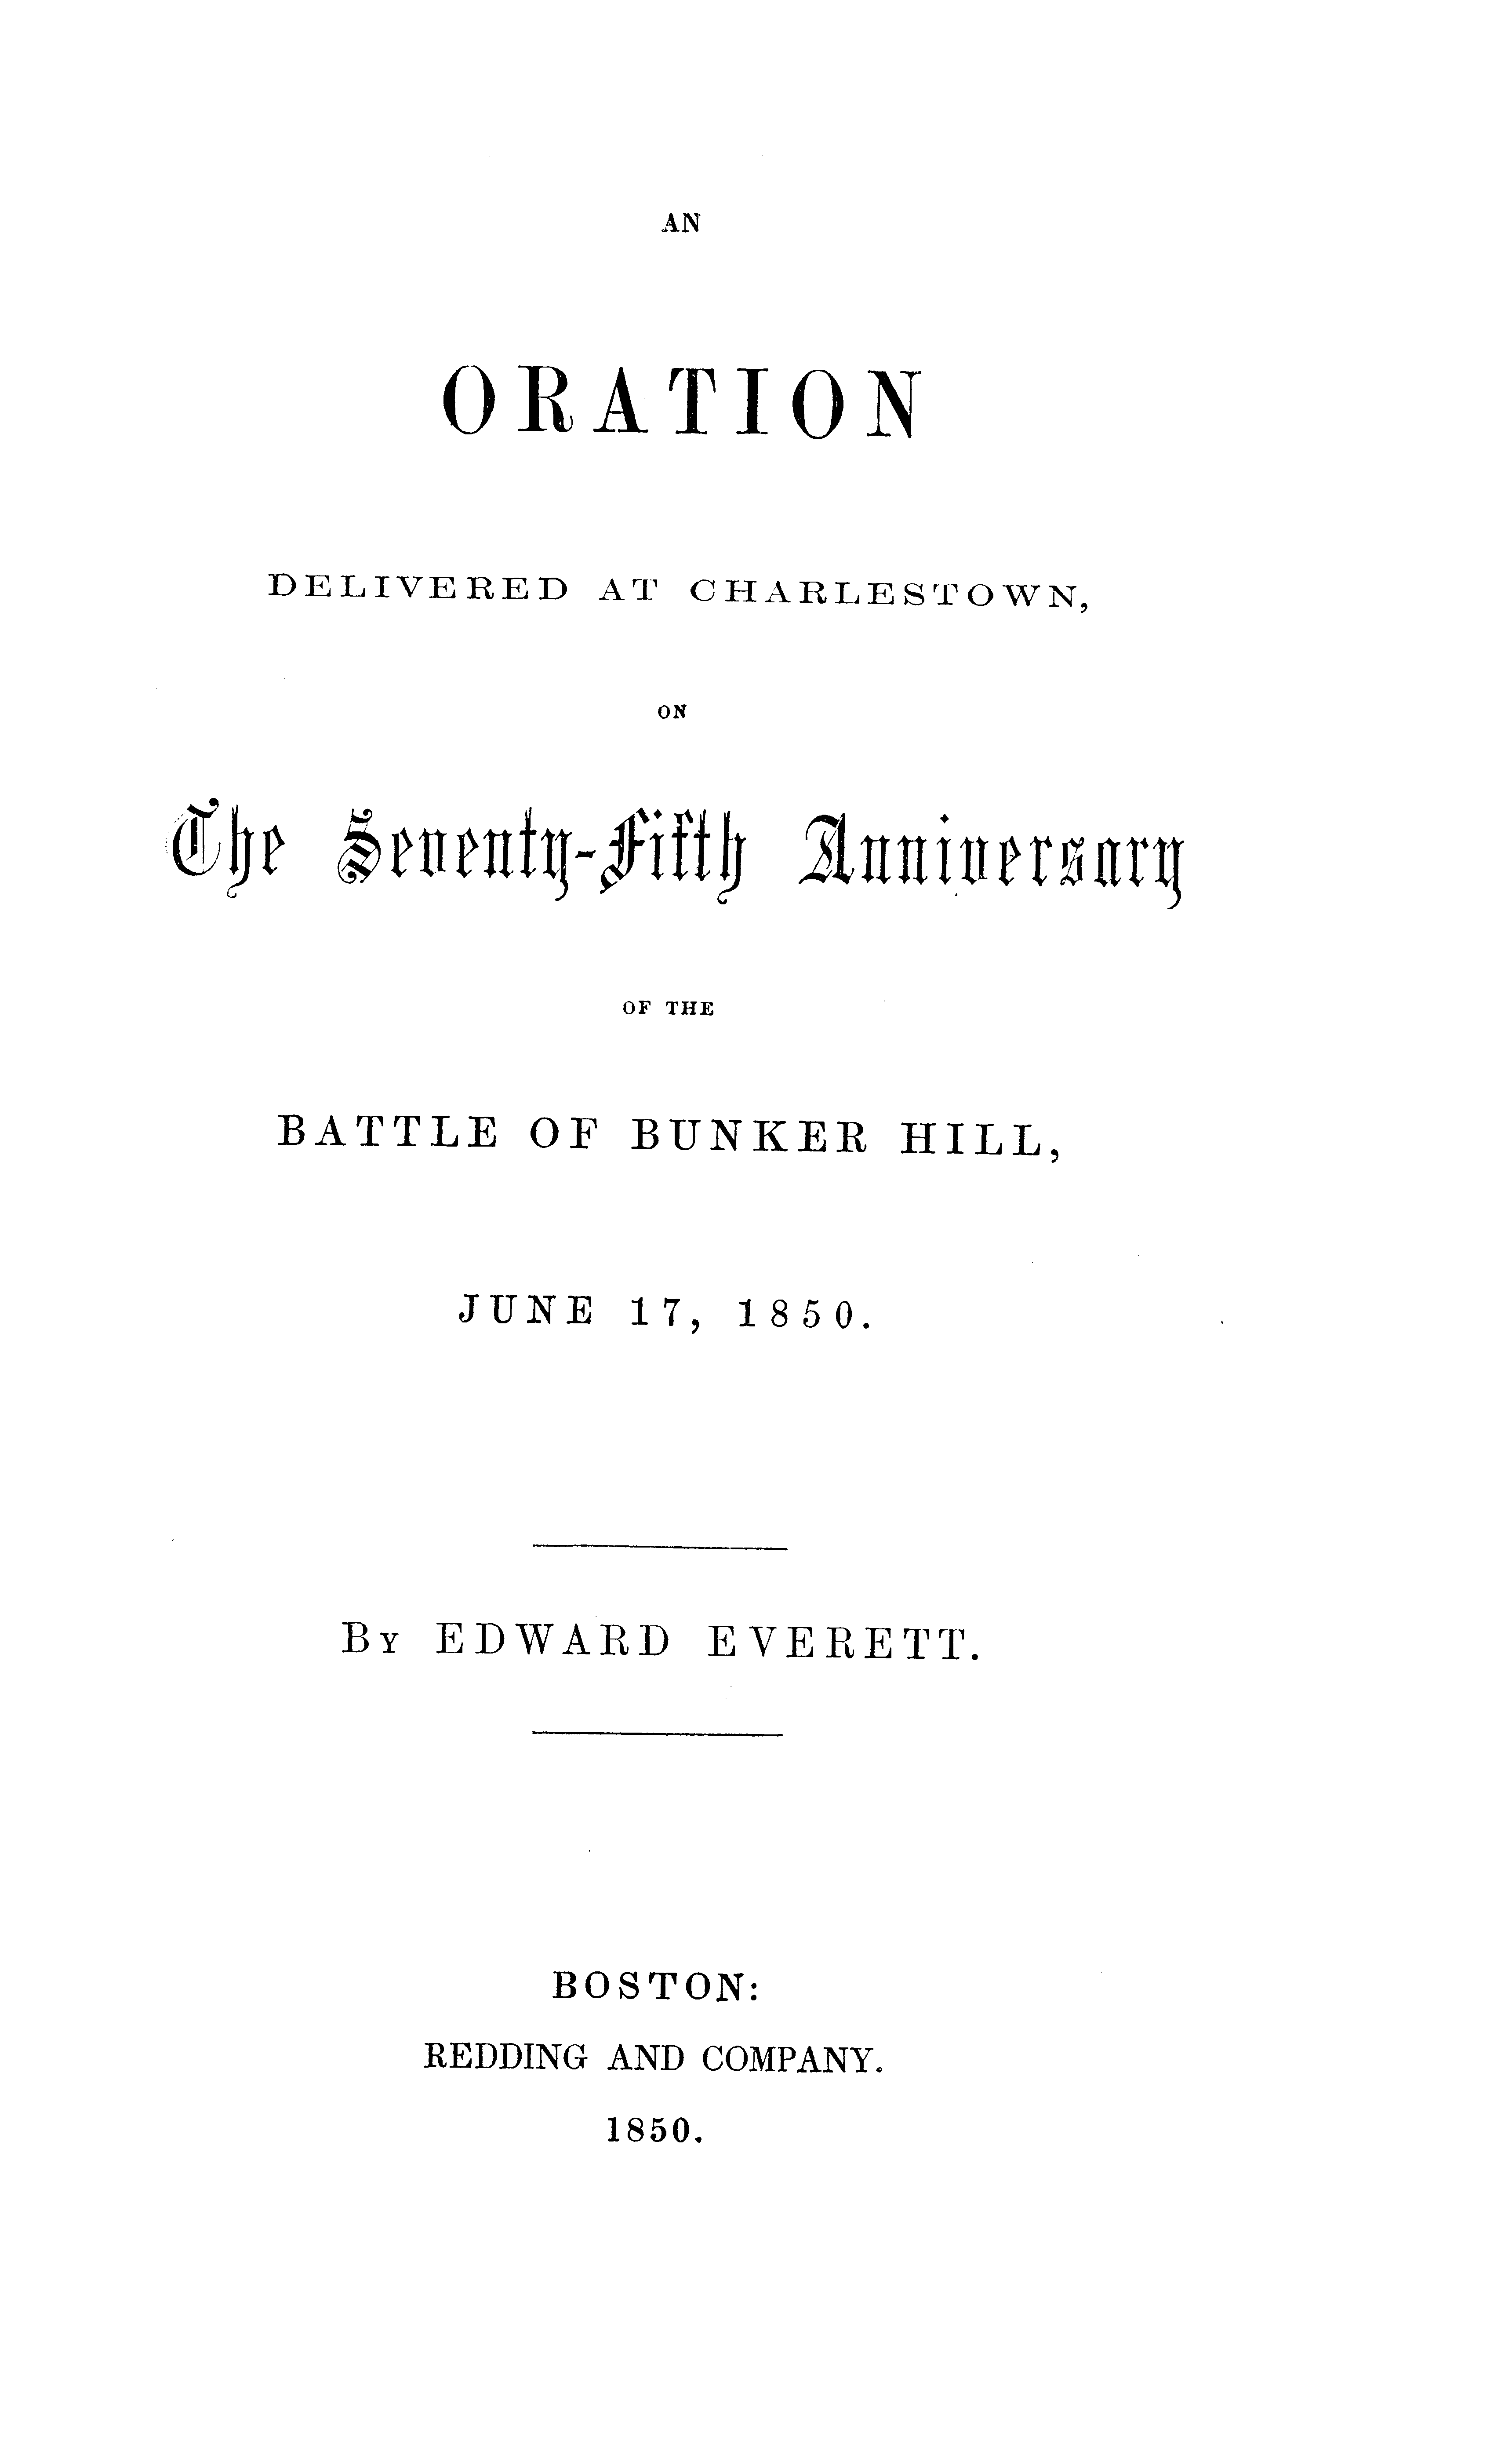 AN
ORATION
DELIVERED AT CHARLESTOWN,
ON
The Seventy-Fifth Anniversary
OF THE
BATTLE OF BUNKER HILL,
JUNE 17, 1850.
By EDWARD EVERETT.
BOSTON:
REDDING AND COMPANY.
1850.